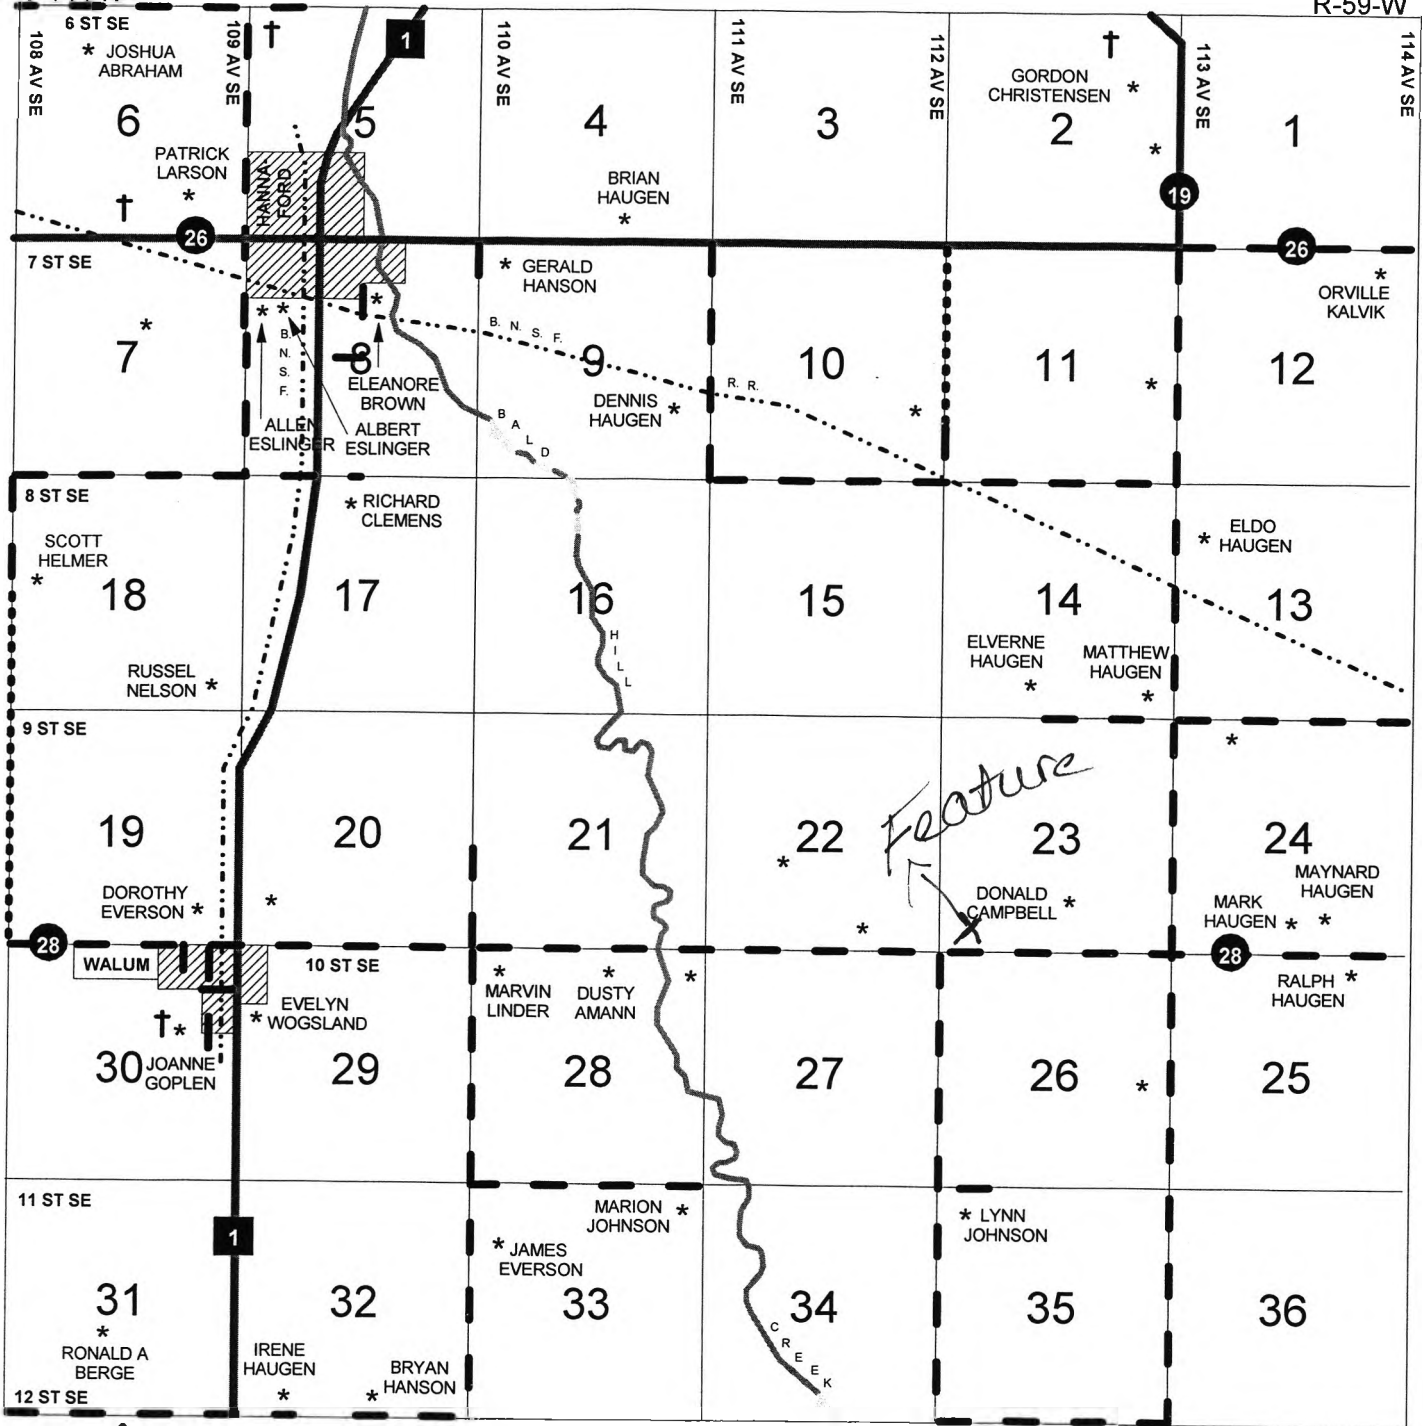 R-59-W
6 ST SE
108 AV SE
109 AV SE
110 AV SE
111 AV SE
112 AV SE
113 AV SE
114 AV SE
1
JOSHUA
ABRAHAM
GORDON
CHRISTENSEN
6
5
4
3
2
1
PATRICK
LARSON
HANNA-
FORD
BRIAN
HAUGEN
19
26
26
7 ST SE
GERALD
HANSON
ORVILLE
KALVIK
B. N. S. F.
B. N. S. F.
R. R.
7
8
9
10
11
12
ELEANORE
BROWN
DENNIS
HAUGEN
ALLEN
ESLINGER
ALBERT
ESLINGER
BALD
8 ST SE
RICHARD
CLEMENS
SCOTT
HELMER
ELDO
HAUGEN
18
17
16
15
14
13
HILL
ELVERNE
HAUGEN
MATTHEW
HAUGEN
RUSSEL
NELSON
9 ST SE
Feature
19
20
21
22
23
24
DOROTHY
EVERSON
DONALD
CAMPBELL
X
MAYNARD
HAUGEN
MARK
HAUGEN
28
28
WALUM
10 ST SE
MARVIN
LINDER
DUSTY
AMANN
RALPH
HAUGEN
EVELYN
WOGSLAND
30
JOANNE
GOPLEN
29
28
27
26
25
11 ST SE
MARION
JOHNSON
LYNN
JOHNSON
1
JAMES
EVERSON
31
32
33
34
35
36
RONALD A
BERGE
IRENE
HAUGEN
BRYAN
HANSON
CREEK
12 ST SE